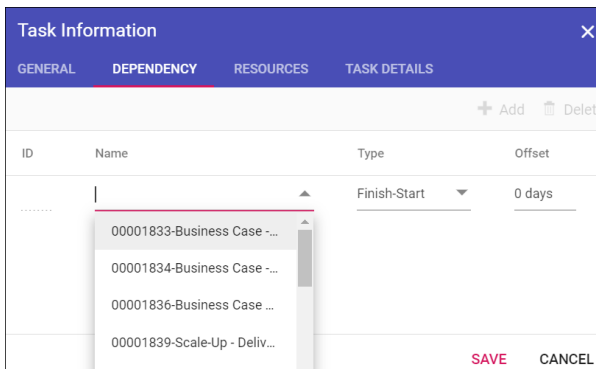 Task Information
GENERAL DEPENDENCY RESOURCES TASK DETAILS
Add Delet
ID Name Type Offset
Finish-Start 0 days
00001833-Business Case -...
00001834-Business Case -...
00001836-Business Case ...
00001839-Scale-Up - Deliv...
SAVE CANCEL